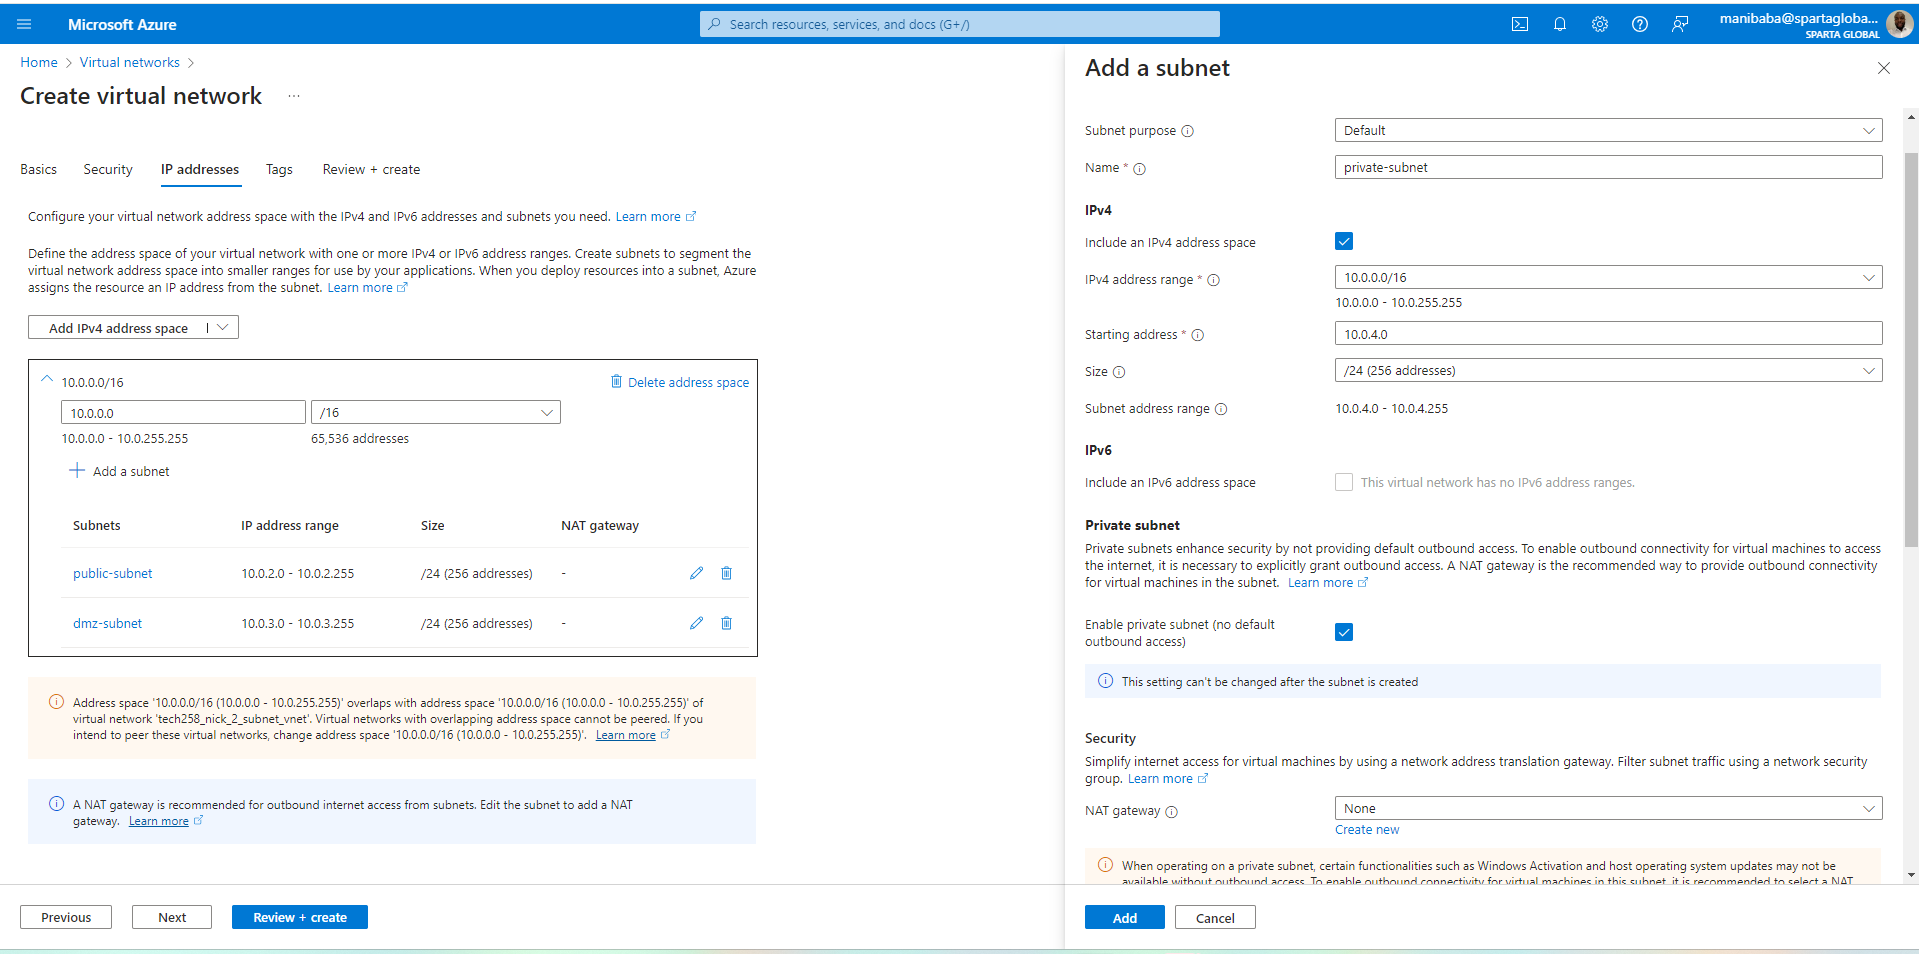 Microsoft Azure
Search resources, services, and docs (G+/)
manibaba@spartagloba...
SPARTA GLOBAL
Home > Virtual networks >
Create virtual network ...
Basics
Security
IP addresses
Tags
Review + create
Configure your virtual network address space with the IPv4 and IPv6 addresses and subnets you need. Learn more
Define the address space of your virtual network with one or more IPv4 or IPv6 address ranges. Create subnets to segment the
virtual network address space into smaller ranges for use by your applications. When you deploy resources into a subnet, Azure
assigns the resource an IP address from the subnet. Learn more
Add IPv4 address space |
10.0.0.0/16
Delete address space
10.0.0.0
/16
10.0.0.0 - 10.0.255.255
65,536 addresses
+ Add a subnet
Subnets IP address range Size NAT gateway
public-subnet 10.0.2.0 - 10.0.2.255 /24 (256 addresses) -
dmz-subnet 10.0.3.0 - 10.0.3.255 /24 (256 addresses) -
Address space '10.0.0.0/16 (10.0.0.0 - 10.0.255.255)' overlaps with address space '10.0.0.0/16 (10.0.0.0 - 10.0.255.255)' of
virtual network 'tech258_nick_2_subnet_vnet'. Virtual networks with overlapping address space cannot be peered. If you
intend to peer these virtual networks, change address space '10.0.0.0/16 (10.0.0.0 - 10.0.255.255)'. Learn more
A NAT gateway is recommended for outbound internet access from subnets. Edit the subnet to add a NAT
gateway. Learn more
Previous
Next
Review + create
Add a subnet
Subnet purpose
Default
Name *
private-subnet
IPv4
Include an IPv4 address space
IPv4 address range *
10.0.0.0/16
10.0.0.0 - 10.0.255.255
Starting address *
10.0.4.0
Size
/24 (256 addresses)
Subnet address range
10.0.4.0 - 10.0.4.255
IPv6
Include an IPv6 address space
This virtual network has no IPv6 address ranges.
Private subnet
Private subnets enhance security by not providing default outbound access. To enable outbound connectivity for virtual machines to access
the internet, it is necessary to explicitly grant outbound access. A NAT gateway is the recommended way to provide outbound connectivity
for virtual machines in the subnet. Learn more
Enable private subnet (no default
outbound access)
This setting can't be changed after the subnet is created
Security
Simplify internet access for virtual machines by using a network address translation gateway. Filter subnet traffic using a network security
group. Learn more
NAT gateway
None
Create new
When operating on a private subnet, certain functionalities such as Windows Activation and host operating system updates may not be
available without outbound access. To enable outbound connectivity for virtual machines in this subnet, it is recommended to select a NAT
Add
Cancel